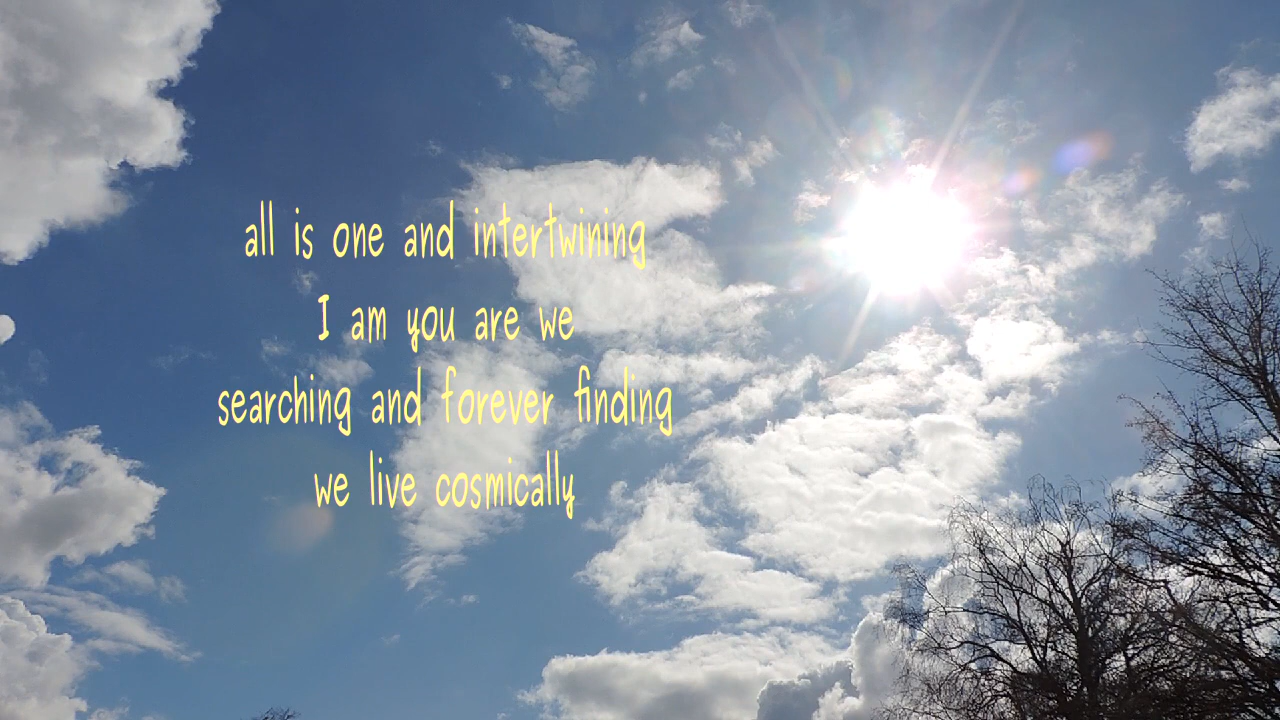 all is one and intertwining
I am you are we
searching and forever finding
we live cosmically